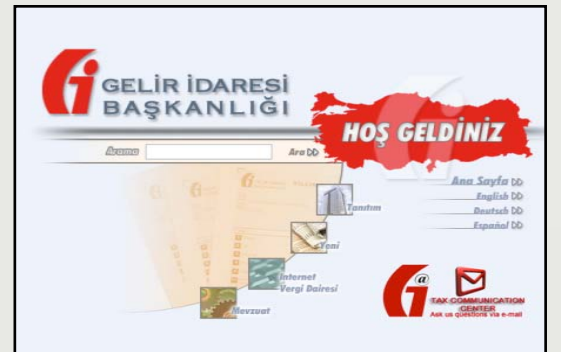 GELİR İDARESİ
BAŞKANLIĞI
HOŞ GELDİNİZ
Arama
Ara
Ana Sayfa
English
Deutsch
Español
Tanıtım
Yeni
Internet
Vergi Dairesi
Mevzuat
TAX COMMUNICATION
CENTER
Ask us questions via e-mail